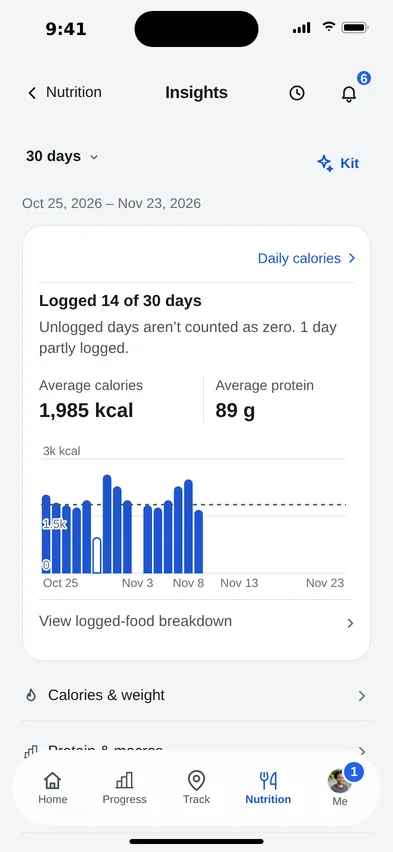 9:41
Nutrition
Insights
6
30 days
Kit
Oct 25, 2026 – Nov 23, 2026
Daily calories
Logged 14 of 30 days
Unlogged days aren’t counted as zero. 1 day
partly logged.
Average calories
Average protein
1,985 kcal
89 g
3k kcal
1.5k
0
Oct 25
Nov 3
Nov 8
Nov 13
Nov 23
View logged-food breakdown
Calories & weight
Protein & macros
Home
Progress
Track
Nutrition
1
Me